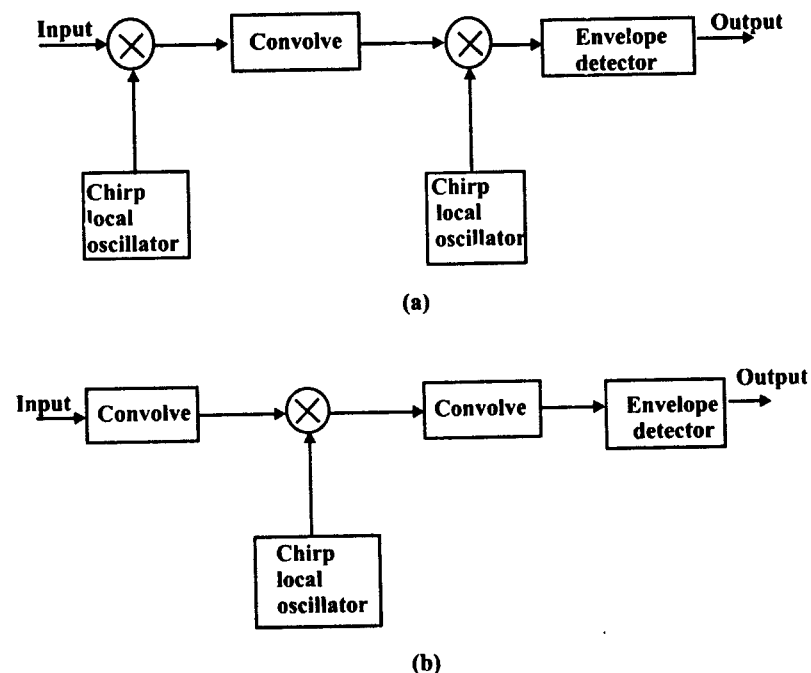 Input
Convolve
Envelope
detector
Output
Chirp
local
oscillator
Chirp
local
oscillator
(a)
Input
Convolve
Convolve
Envelope
detector
Output
Chirp
local
oscillator
(b)